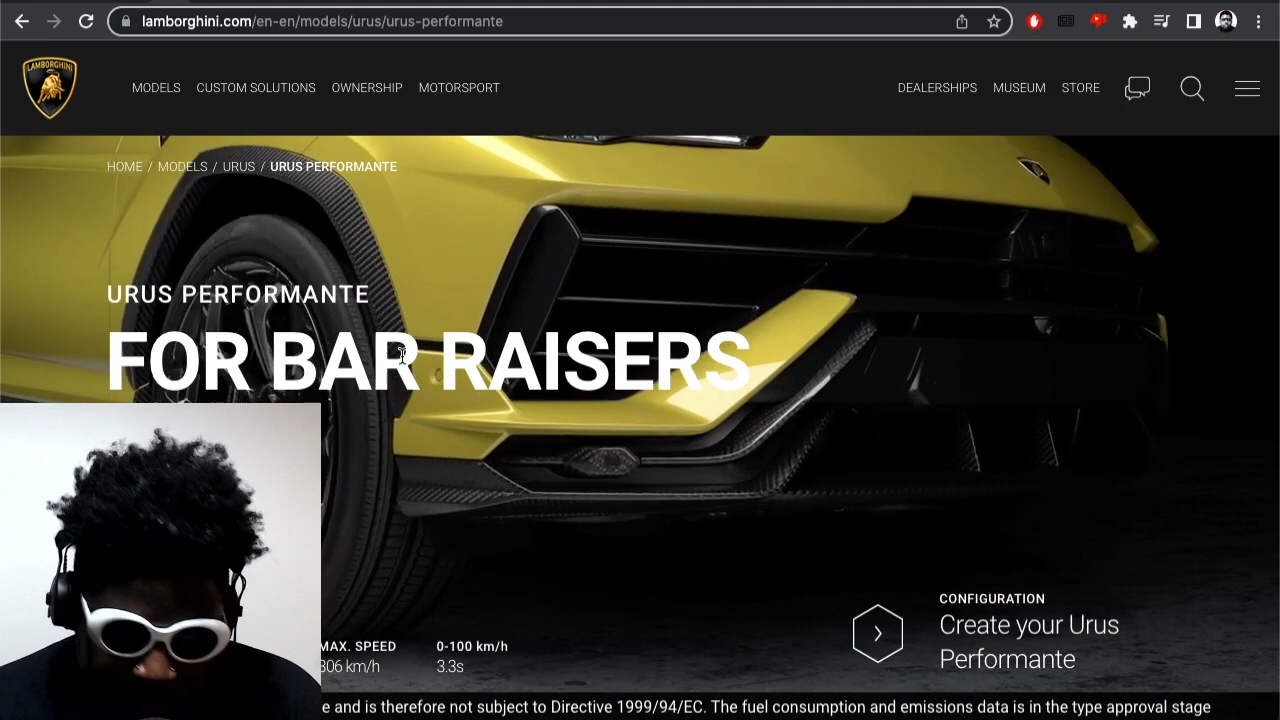 lamborghini.com/en-en/models/urus/urus-performante
LAMBORGHINI
MODELS CUSTOM SOLUTIONS OWNERSHIP MOTORSPORT
DEALERSHIPS MUSEUM STORE
HOME / MODELS / URUS / URUS PERFORMANTE
URUS PERFORMANTE
FOR BAR RAISERS
CONFIGURATION
Create your Urus
Performante
MAX. SPEED
306 km/h
0-100 km/h
3.3s
e and is therefore not subject to Directive 1999/94/EC. The fuel consumption and emissions data is in the type approval stage